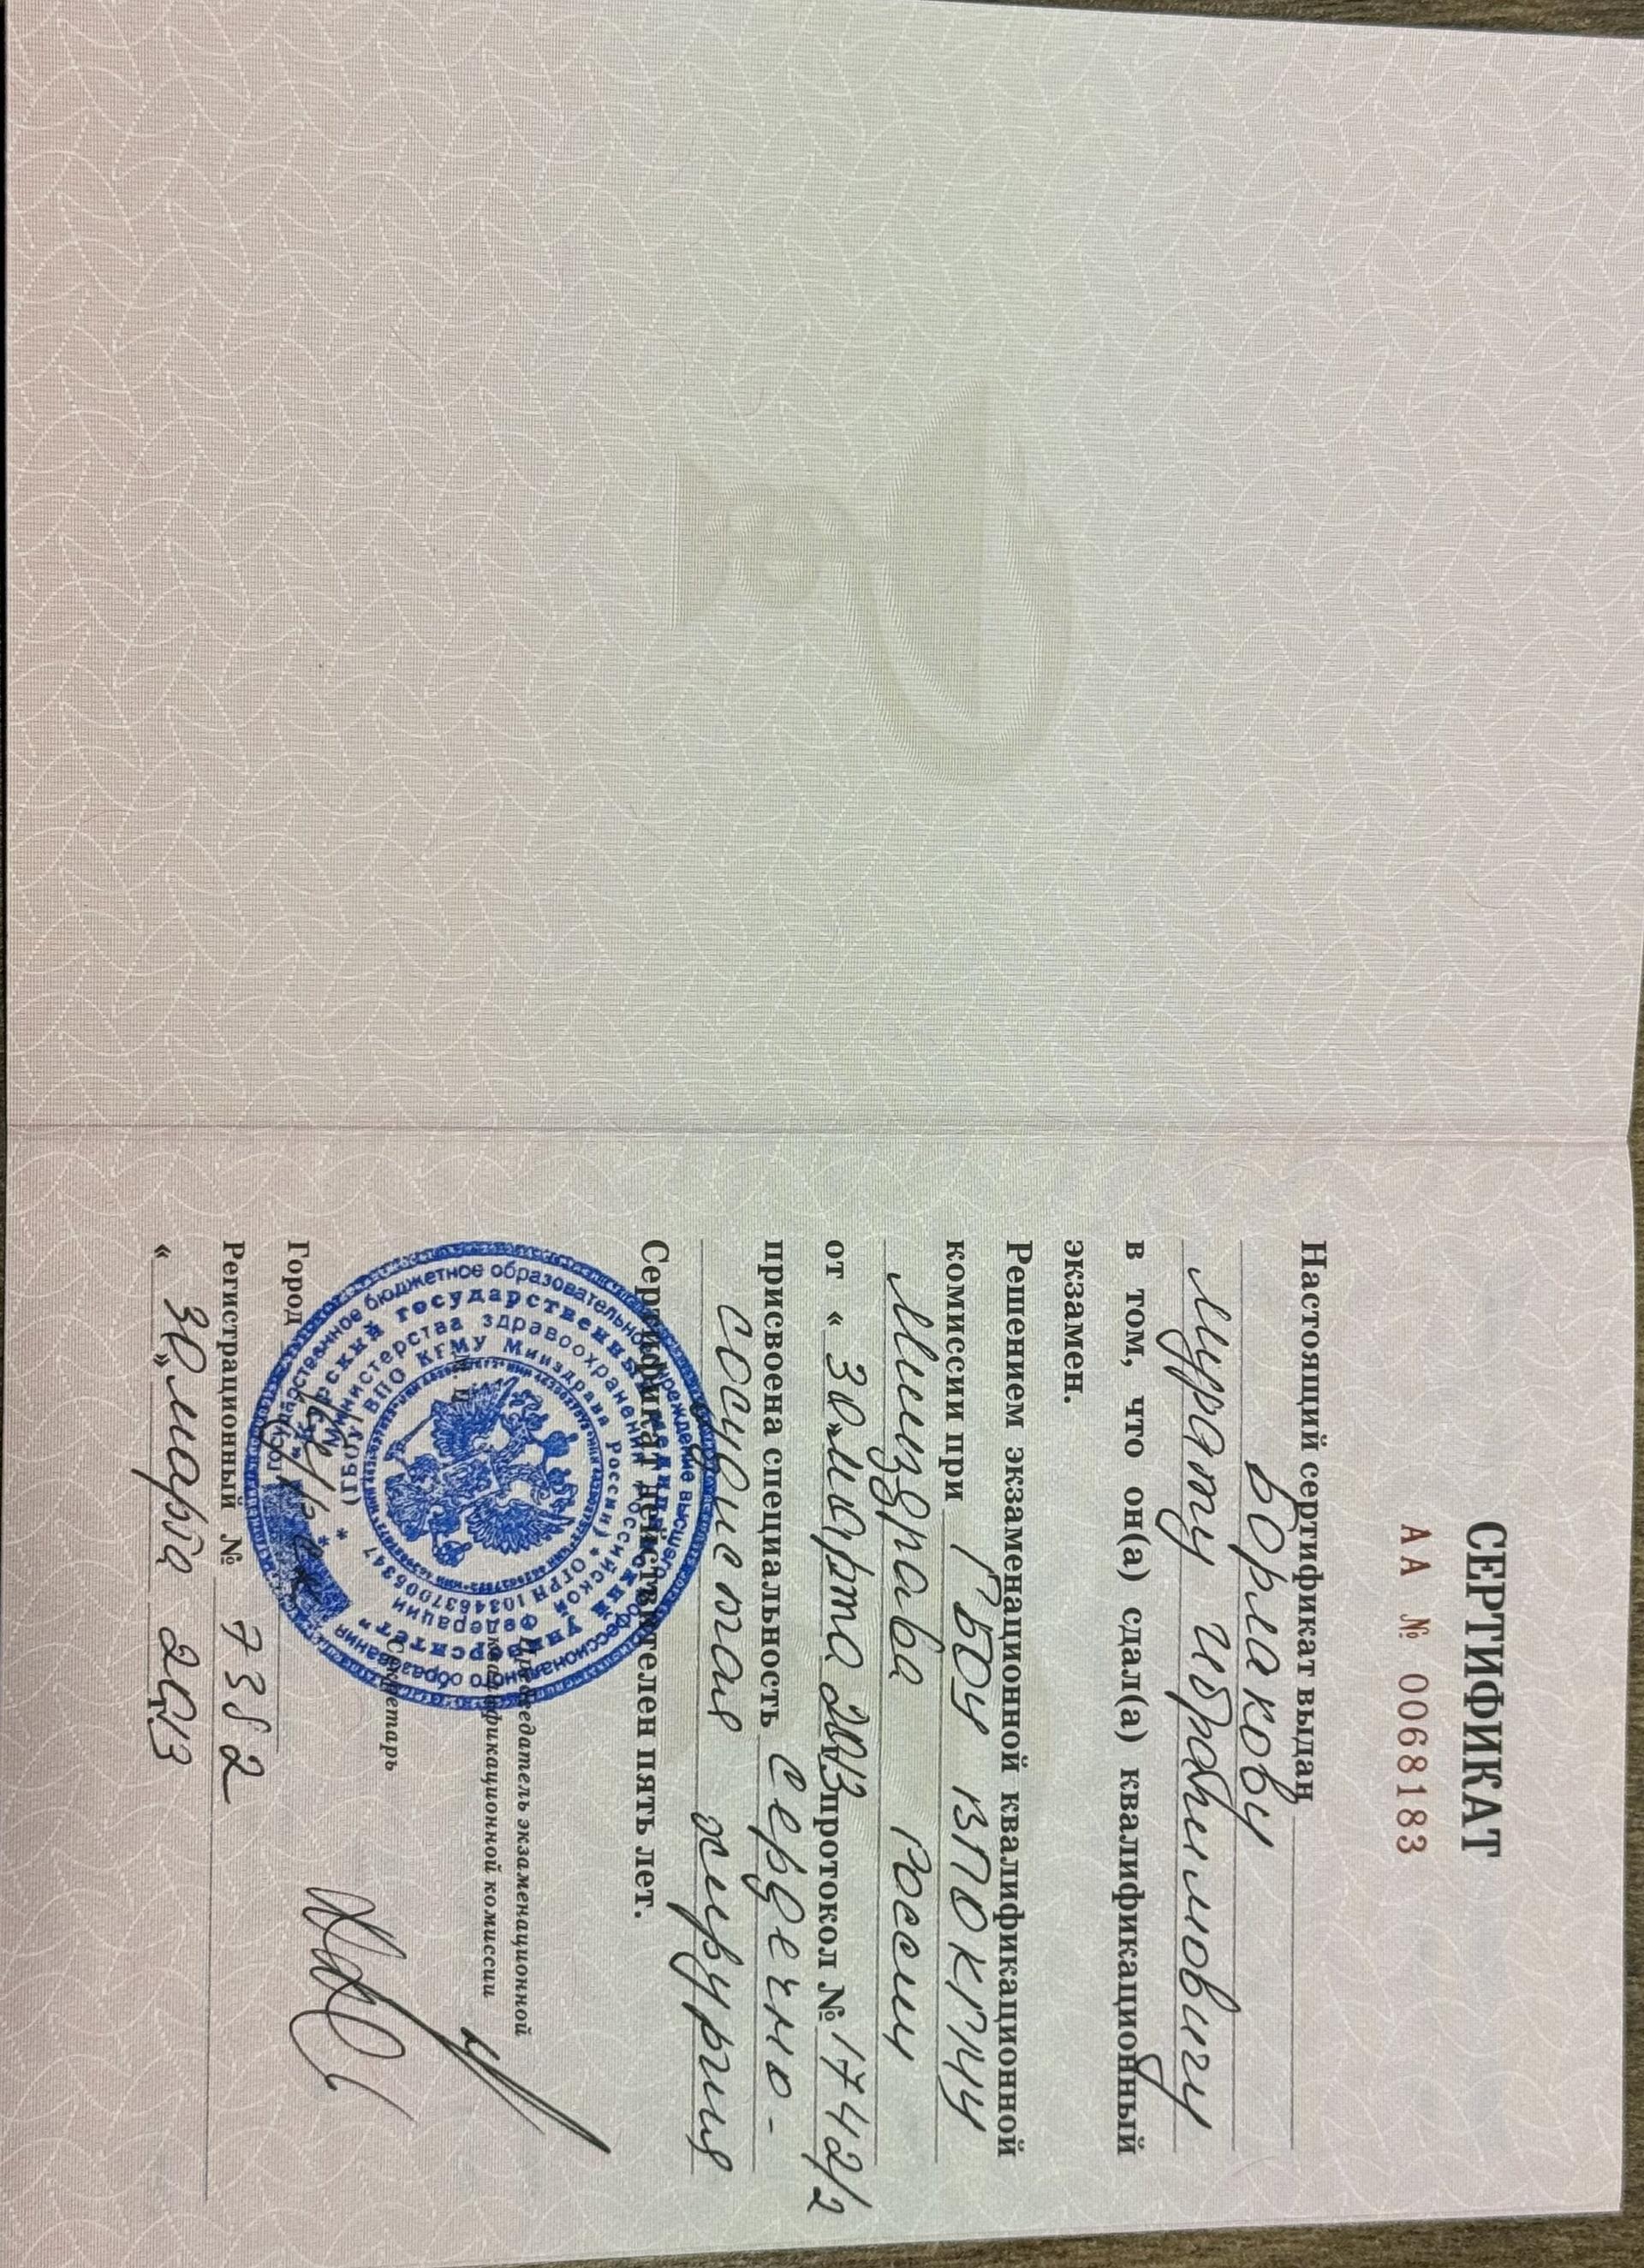 СЕРТИФИКАТ
АА № 0068183
Настоящий сертификат выдан
Борлакову
Мурату Ибрагимовичу
в том, что он(а) сдал(а) квалификационный
экзамен.
Решением экзаменационной квалификационной
комиссии при ГБОУ ВПО КГМУ
Минздрава России
от « 30 » марта 2013 протокол № 1742/2
присвоена специальность Сердечно-
сосудистая хирургия
Сертификат действителен пять лет.
Председатель экзаменационной
квалификационной комиссии
Секретарь
Город Курск
Регистрационный № 7382
« 30 » марта 2013